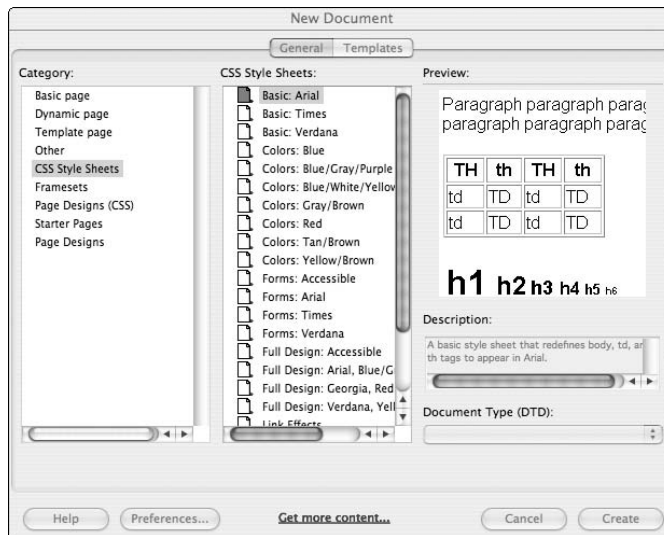 New Document
General Templates
Category:
Basic page
Dynamic page
Template page
Other
CSS Style Sheets
Framesets
Page Designs (CSS)
Starter Pages
Page Designs
CSS Style Sheets:
Basic: Arial
Basic: Times
Basic: Verdana
Colors: Blue
Colors: Blue/Gray/Purple
Colors: Blue/White/Yellow
Colors: Gray/Brown
Colors: Red
Colors: Tan/Brown
Colors: Yellow/Brown
Forms: Accessible
Forms: Arial
Forms: Times
Forms: Verdana
Full Design: Accessible
Full Design: Arial, Blue/G
Full Design: Georgia, Red
Full Design: Verdana, Yell
Link Effects
Preview:
Paragraph paragraph parag
paragraph paragraph parag
TH th TH th
td TD td TD
td TD td TD
h1 h2 h3 h4 h5 h6
Description:
A basic style sheet that redefines body, td, an
th tags to appear in Arial.
Document Type (DTD):
Help Preferences... Get more content... Cancel Create